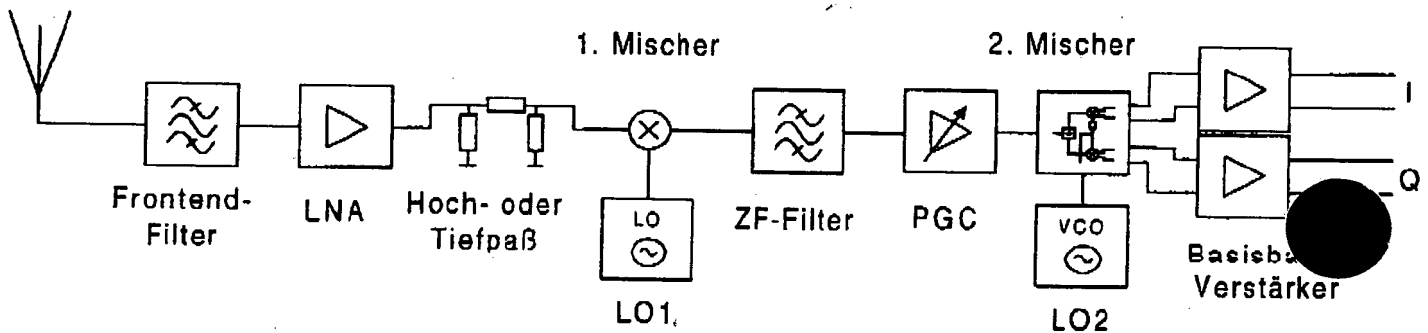 1. Mischer
2. Mischer
I
Q
Frontend-
Filter
LNA
Hoch- oder
Tiefpaß
LO
LO1
ZF-Filter
PGC
VCO
LO2
Verstärker